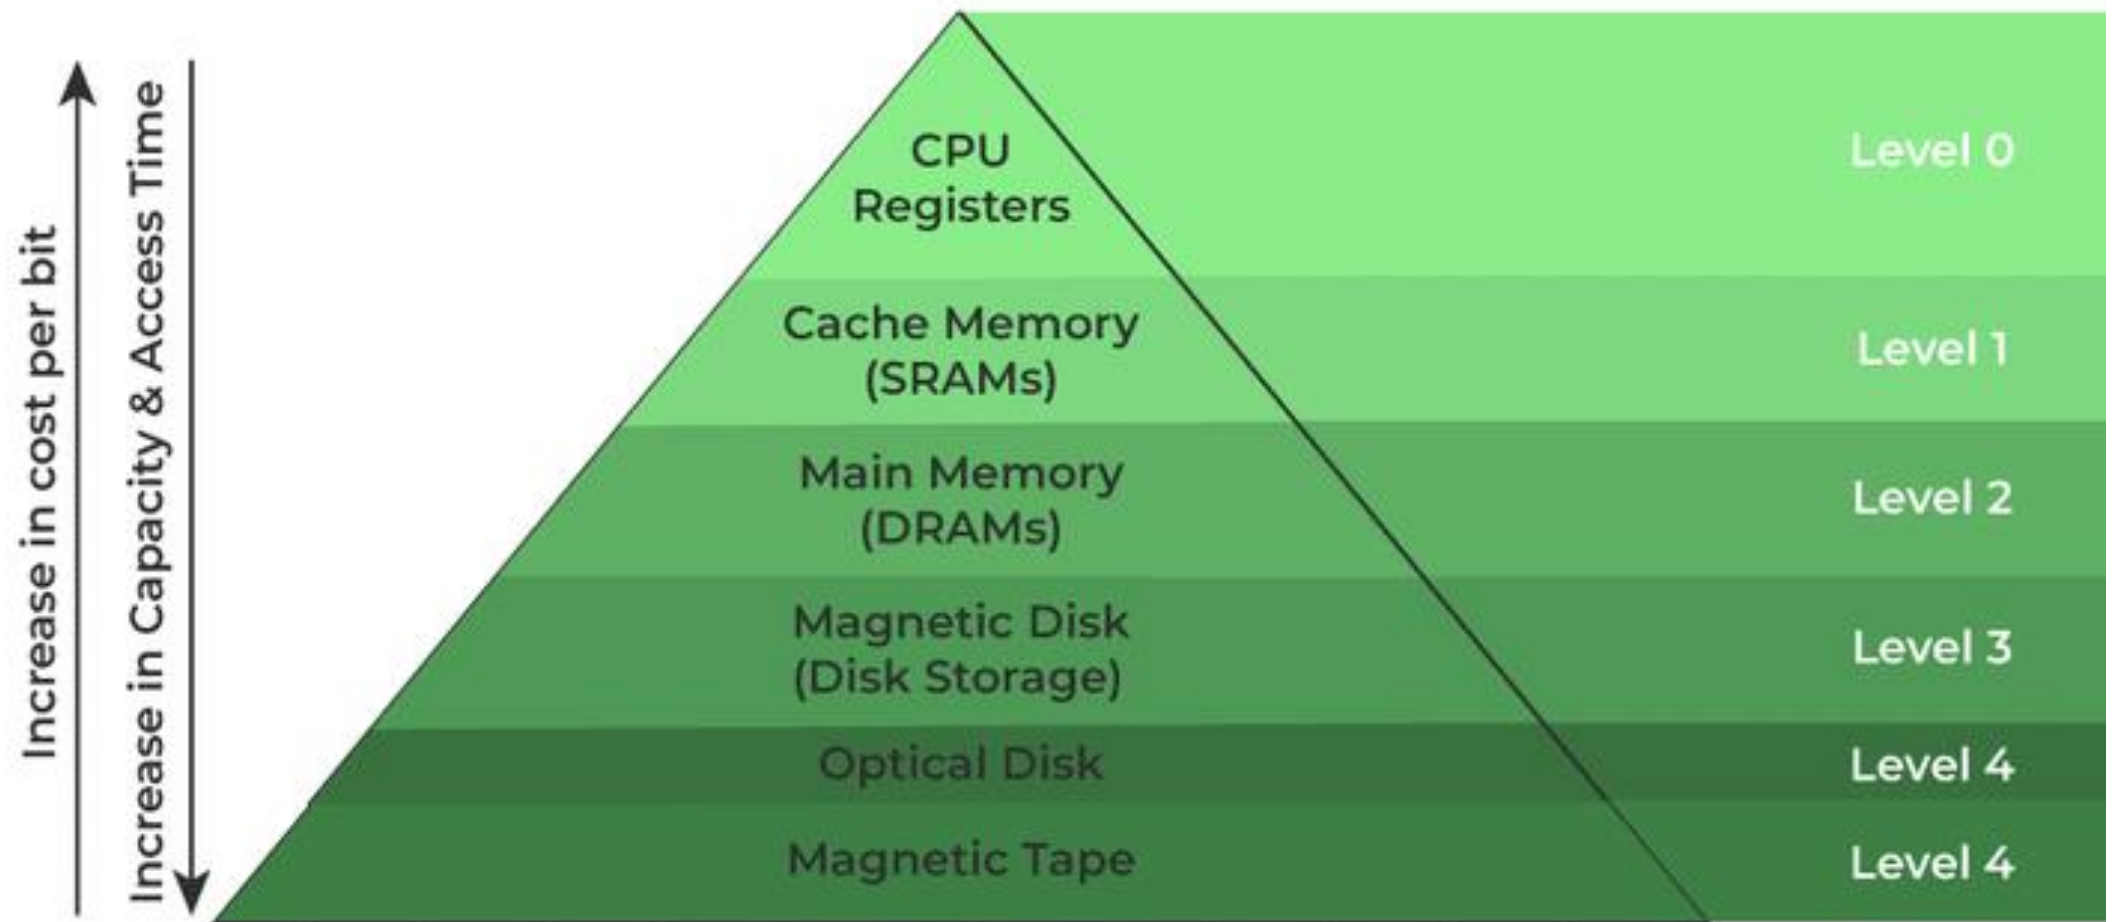 Increase in cost per bit
Increase in Capacity & Access Time
CPU
Registers
Level 0
Cache Memory
(SRAMs)
Level 1
Main Memory
(DRAMs)
Level 2
Magnetic Disk
(Disk Storage)
Level 3
Optical Disk
Level 4
Magnetic Tape
Level 4